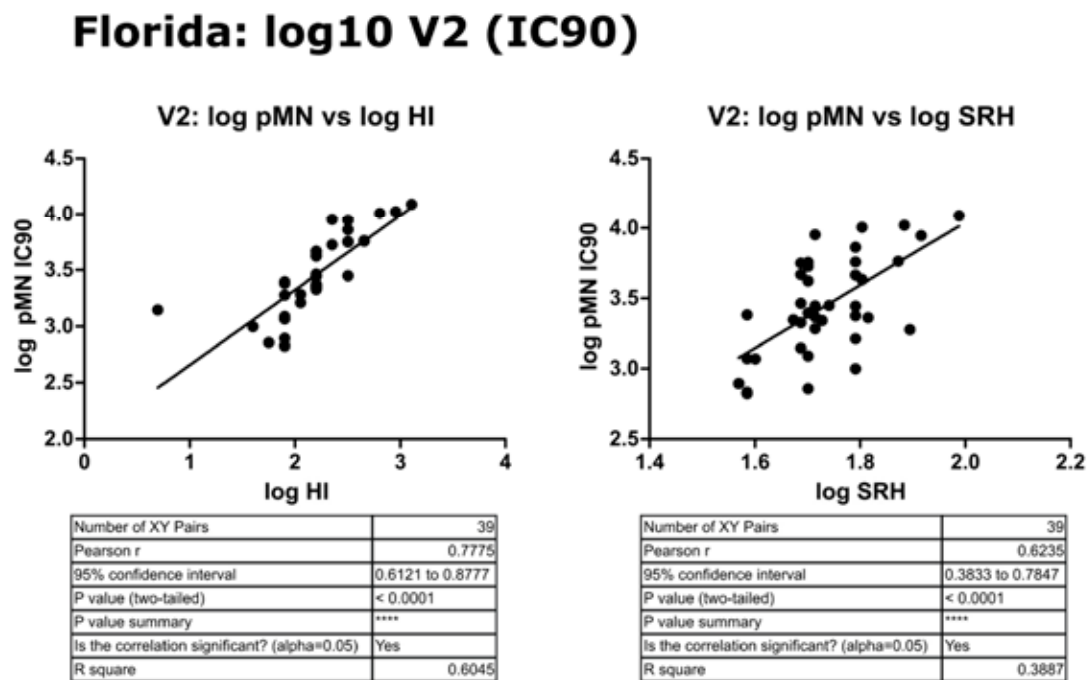 Florida: log10 V2 (IC90)
V2: log pMN vs log HI
4.5
4.0
3.5
3.0
2.5
2.0
log pMN IC90
0 1 2 3 4
log HI
Number of XY Pairs 39
Pearson r 0.7775
95% confidence interval 0.6121 to 0.8777
P value (two-tailed) < 0.0001
P value summary ****
Is the correlation significant? (alpha=0.05) Yes
R square 0.6045
V2: log pMN vs log SRH
4.5
4.0
3.5
3.0
2.5
log pMN IC90
1.4 1.6 1.8 2.0 2.2
log SRH
Number of XY Pairs 39
Pearson r 0.6235
95% confidence interval 0.3833 to 0.7847
P value (two-tailed) < 0.0001
P value summary ****
Is the correlation significant? (alpha=0.05) Yes
R square 0.3887